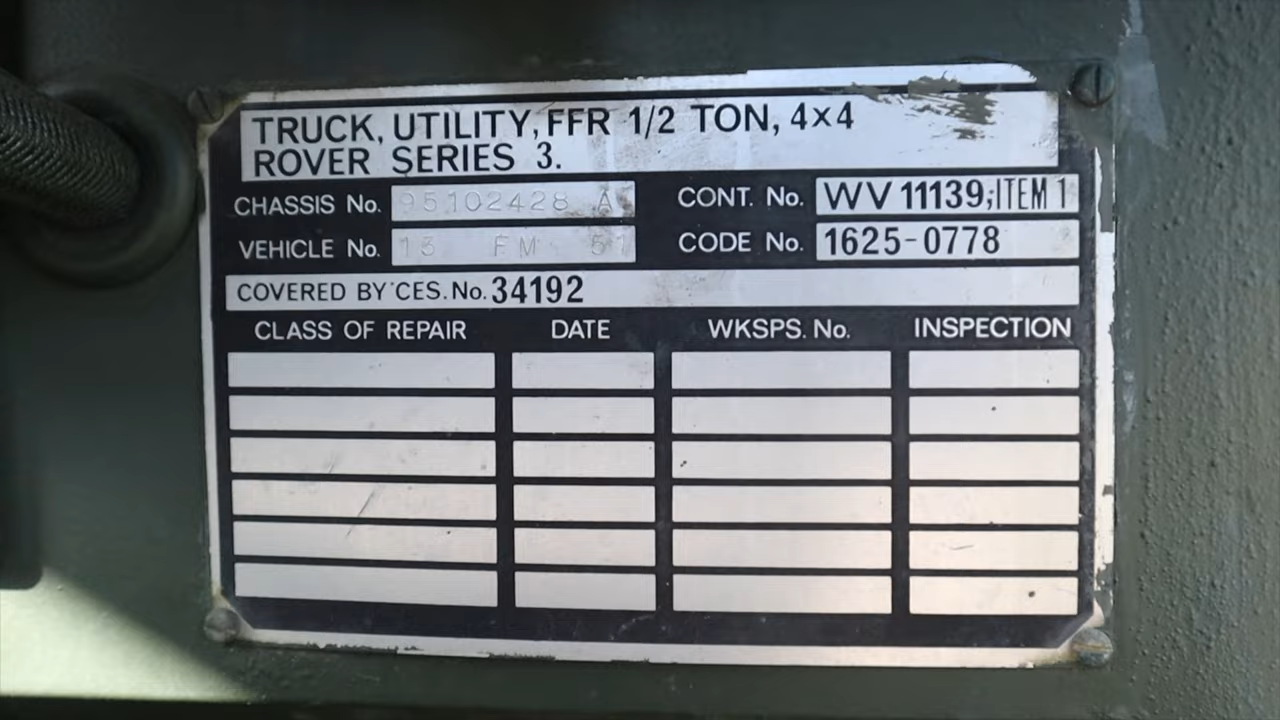 TRUCK, UTILITY, FFR 1/2 TON, 4x4
ROVER SERIES 3.
CHASSIS No. 95102428 A CONT. No. WV 11139;ITEM 1
VEHICLE No. 13 FM 51 CODE No. 1625-0778
COVERED BY CES. No. 34192
CLASS OF REPAIR DATE WKSPS. No. INSPECTION